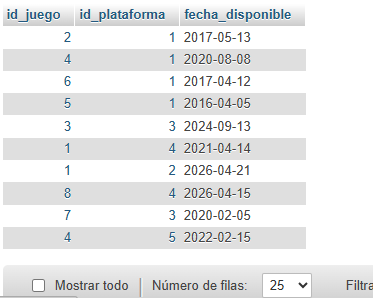 id_juego id_plataforma fecha_disponible
2 1 2017-05-13
4 1 2020-08-08
6 1 2017-04-12
5 1 2016-04-05
3 3 2024-09-13
1 4 2021-04-14
1 2 2026-04-21
8 4 2026-04-15
7 3 2020-02-05
4 5 2022-02-15
Mostrar todo Número de filas: 25 Filtra